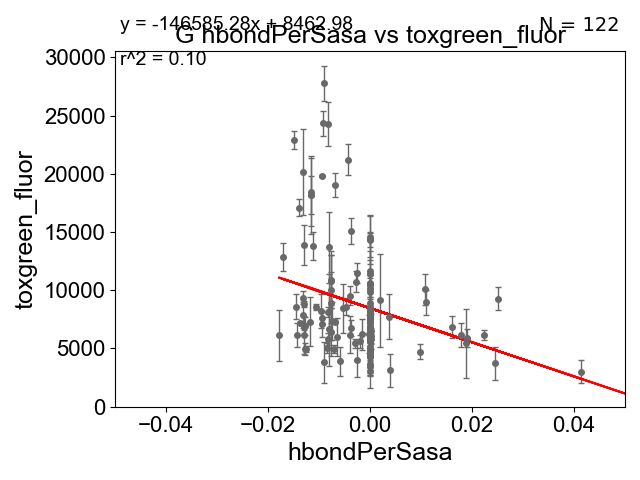 y = -146585.28x + 8462.98
N = 122
G hbondPerSasa vs toxgreen_fluor
r^2 = 0.10
30000
25000
20000
15000
10000
5000
0
toxgreen_fluor
−0.04 −0.02 0.00 0.02 0.04
hbondPerSasa